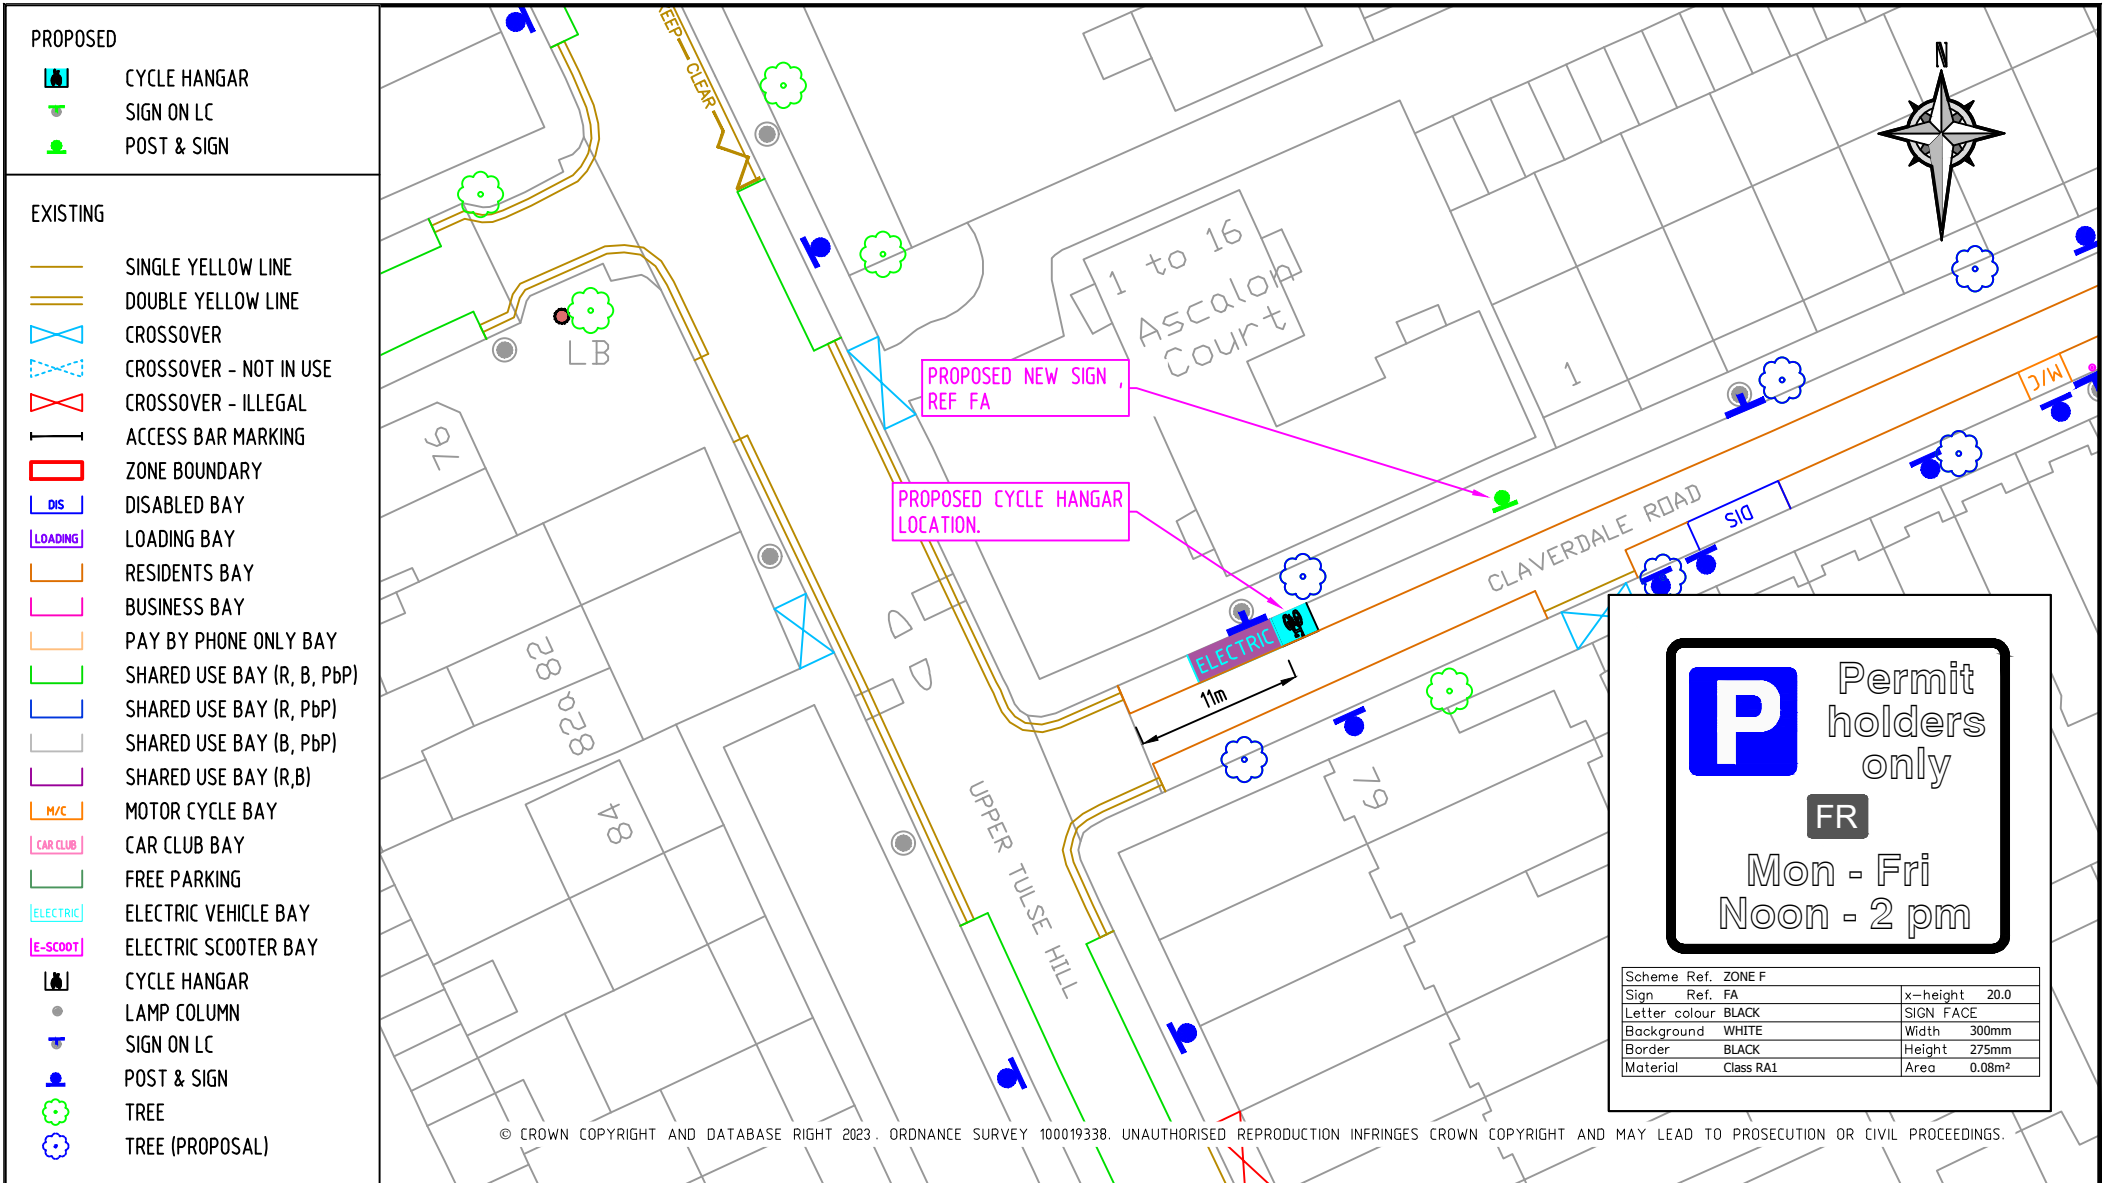 PROPOSED
CYCLE HANGAR
SIGN ON LC
POST & SIGN
EXISTING
SINGLE YELLOW LINE
DOUBLE YELLOW LINE
CROSSOVER
CROSSOVER - NOT IN USE
CROSSOVER - ILLEGAL
ACCESS BAR MARKING
ZONE BOUNDARY
DIS DISABLED BAY
LOADING LOADING BAY
RESIDENTS BAY
BUSINESS BAY
PAY BY PHONE ONLY BAY
SHARED USE BAY (R, B, PbP)
SHARED USE BAY (R, PbP)
SHARED USE BAY (B, PbP)
SHARED USE BAY (R,B)
M/C MOTOR CYCLE BAY
CAR CLUB CAR CLUB BAY
FREE PARKING
ELECTRIC ELECTRIC VEHICLE BAY
E-SCOOT ELECTRIC SCOOTER BAY
CYCLE HANGAR
LAMP COLUMN
SIGN ON LC
POST & SIGN
TREE
TREE (PROPOSAL)
CLEAR
N
1 to 16
Ascalon
Court
LB
PROPOSED NEW SIGN ,
REF FA
1
M/C
76
PROPOSED CYCLE HANGAR
LOCATION.
CLAVERDALE ROAD
DIS
ELECTRIC
11m
82
82a
84
79
UPPER TULSE HILL
P
Permit
holders
only
FR
Mon - Fri
Noon - 2 pm
Scheme Ref. ZONE F
Sign Ref. FA x-height 20.0
Letter colour BLACK SIGN FACE
Background WHITE Width 300mm
Border BLACK Height 275mm
Material Class RA1 Area 0.08m²
© CROWN COPYRIGHT AND DATABASE RIGHT 2023. ORDNANCE SURVEY 100019338. UNAUTHORISED REPRODUCTION INFRINGES CROWN COPYRIGHT AND MAY LEAD TO PROSECUTION OR CIVIL PROCEEDINGS.